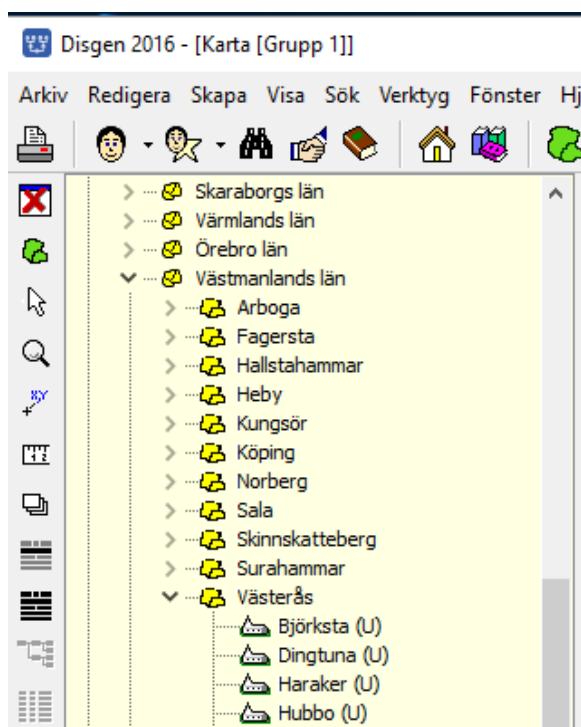 Disgen 2016 - [Karta [Grupp 1]]
Arkiv Redigera Skapa Visa Sök Verktyg Fönster Hj
Skaraborgs län
Värmlands län
Örebro län
Västmanlands län
Arboga
Fagersta
Hallstahammar
Heby
Kungsör
Köping
Norberg
Sala
Skinnskatteberg
Surahammar
Västerås
Björksta (U)
Dingtuna (U)
Haraker (U)
Hubbo (U)
X,Y